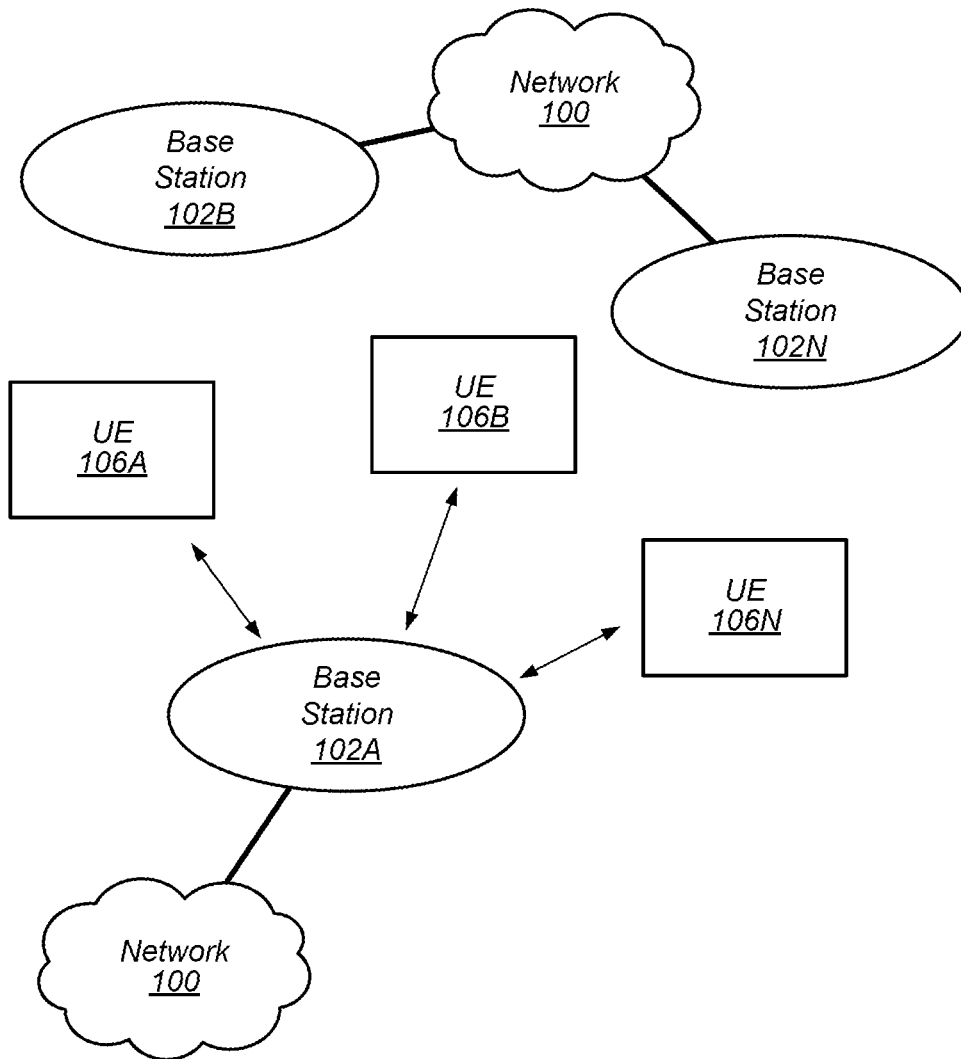 Network
100
Base
Station
102B
Base
Station
102N
UE
106B
UE
106A
UE
106N
Base
Station
102A
Network
100